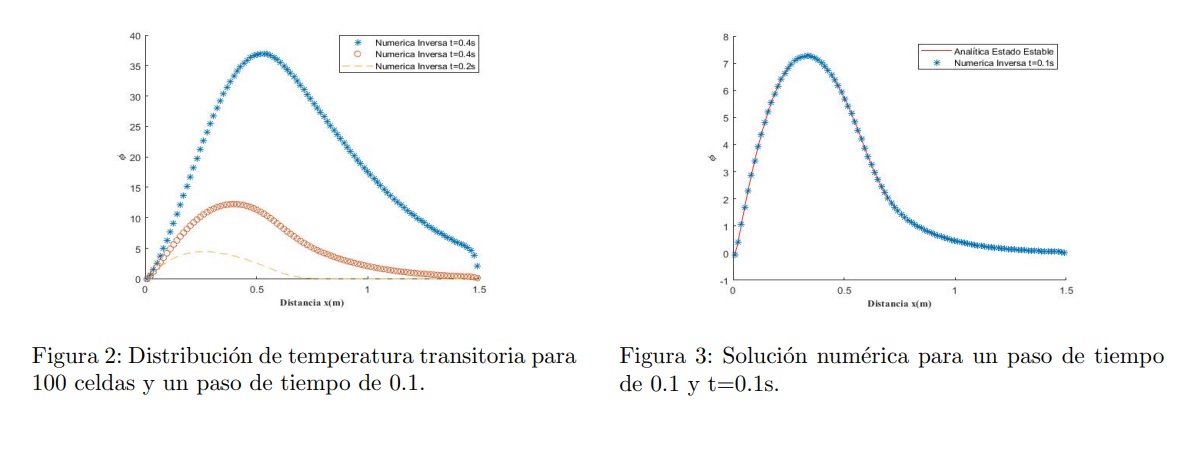 40
35
30
25
20
15
10
5
0
ϕ
Numerica Inversa t=0.4s
Numerica Inversa t=0.4s
Numerica Inversa t=0.2s
0 0.5 1 1.5
Distancia x(m)
Figura 2: Distribución de temperatura transitoria para
100 celdas y un paso de tiempo de 0.1.
8
7
6
5
4
3
2
1
0
-1
ϕ
Analítica Estado Estable
Numerica Inversa t=0.1s
0 0.5 1 1.5
Distancia x(m)
Figura 3: Solución numérica para un paso de tiempo
de 0.1 y t=0.1s.